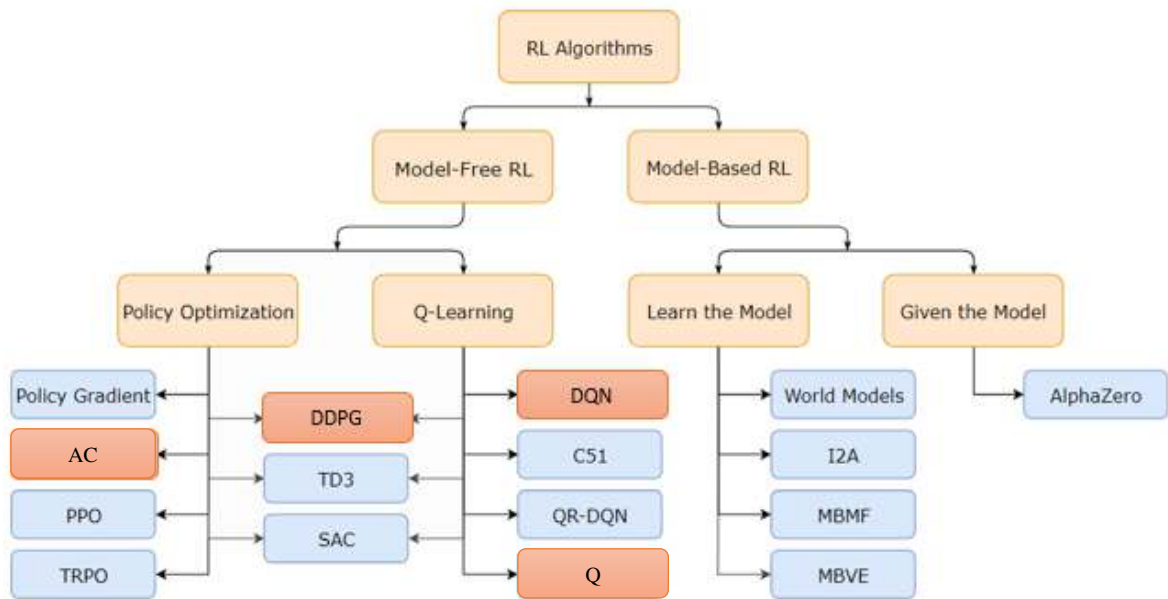 RL Algorithms
Model-Free RL
Model-Based RL
Policy Optimization
Q-Learning
Learn the Model
Given the Model
Policy Gradient
DDPG
DQN
World Models
AlphaZero
AC
TD3
C51
I2A
PPO
SAC
QR-DQN
MBMF
TRPO
Q
MBVE